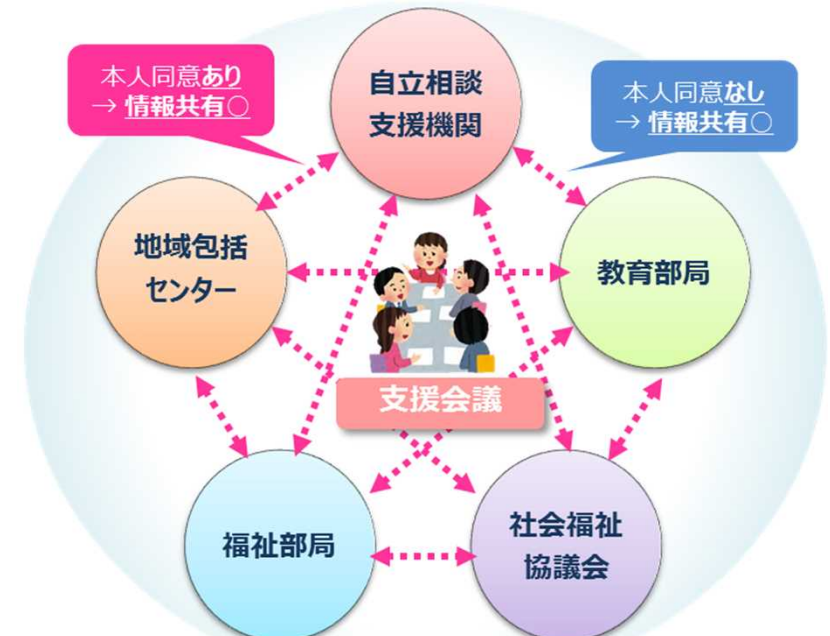 本人同意あり
→ 情報共有○
自立相談
支援機関
本人同意なし
→ 情報共有○
地域包括
センター
教育部局
支援会議
福祉部局
社会福祉
協議会